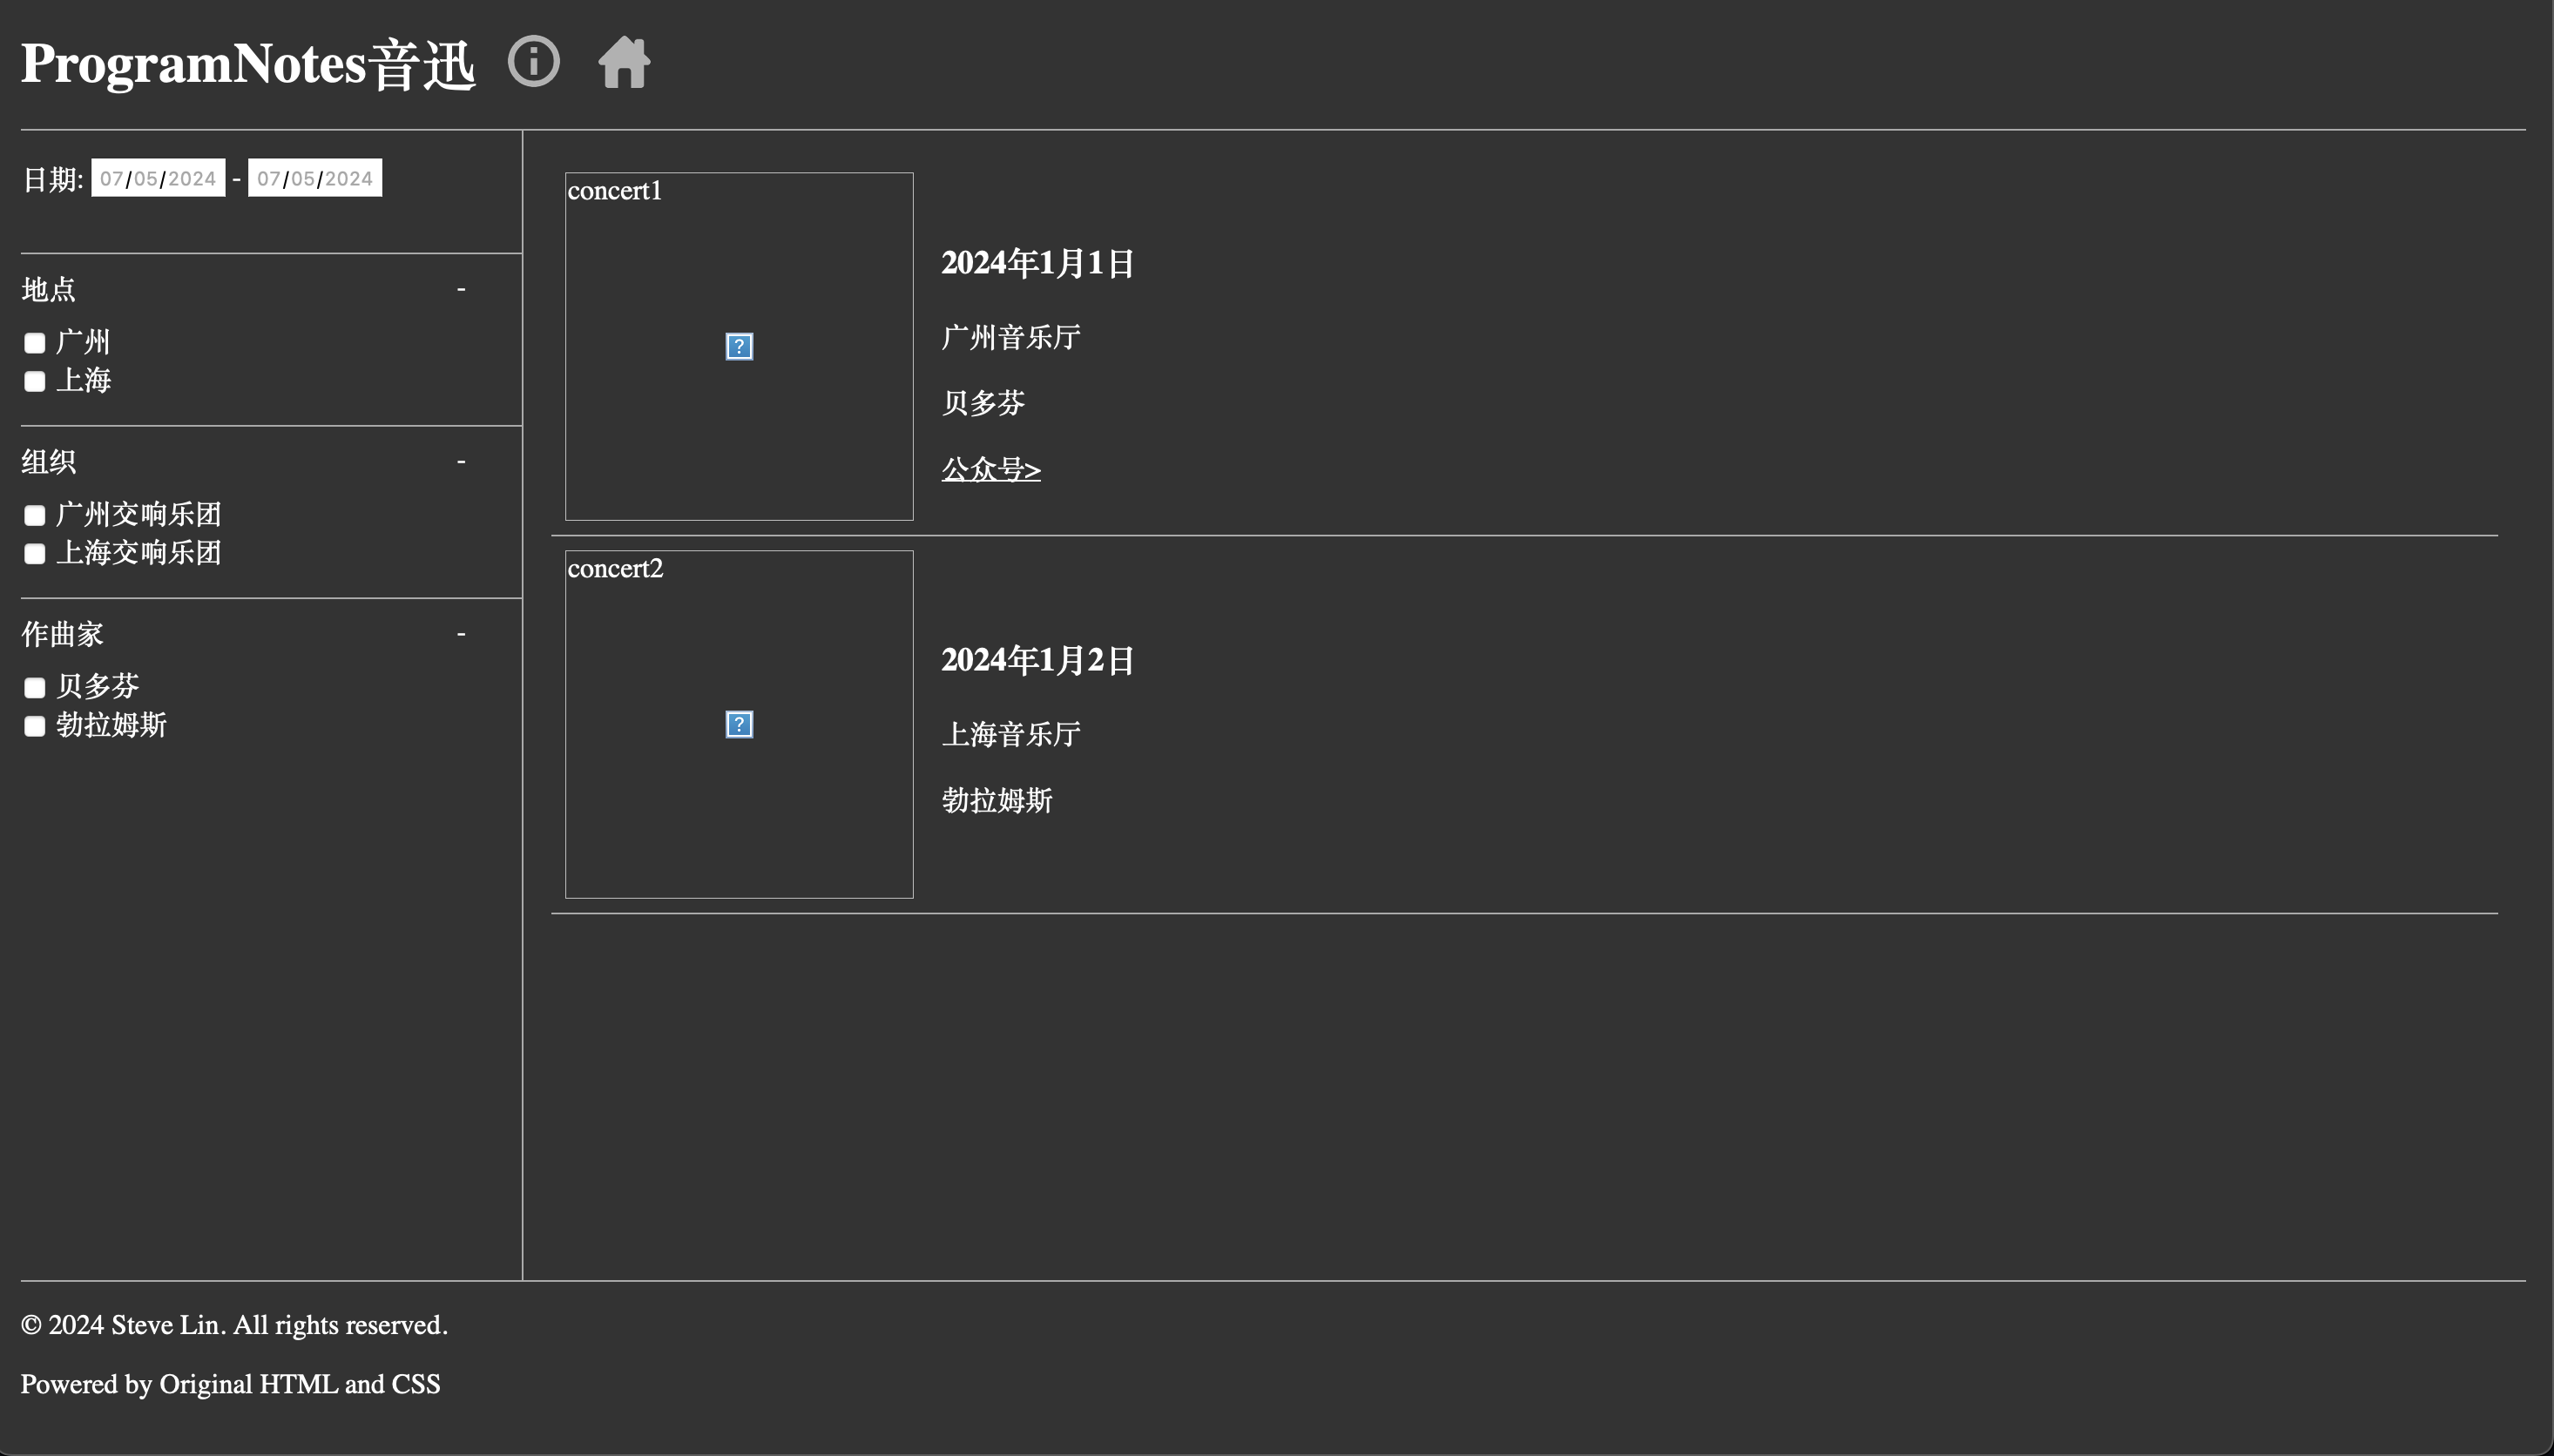 ProgramNotes音迅
日期: 07/05/2024 - 07/05/2024
地点 -
广州
上海
组织 -
广州交响乐团
上海交响乐团
作曲家 -
贝多芬
勃拉姆斯
concert1
2024年1月1日
广州音乐厅
贝多芬
公众号>
concert2
2024年1月2日
上海音乐厅
勃拉姆斯
© 2024 Steve Lin. All rights reserved.
Powered by Original HTML and CSS